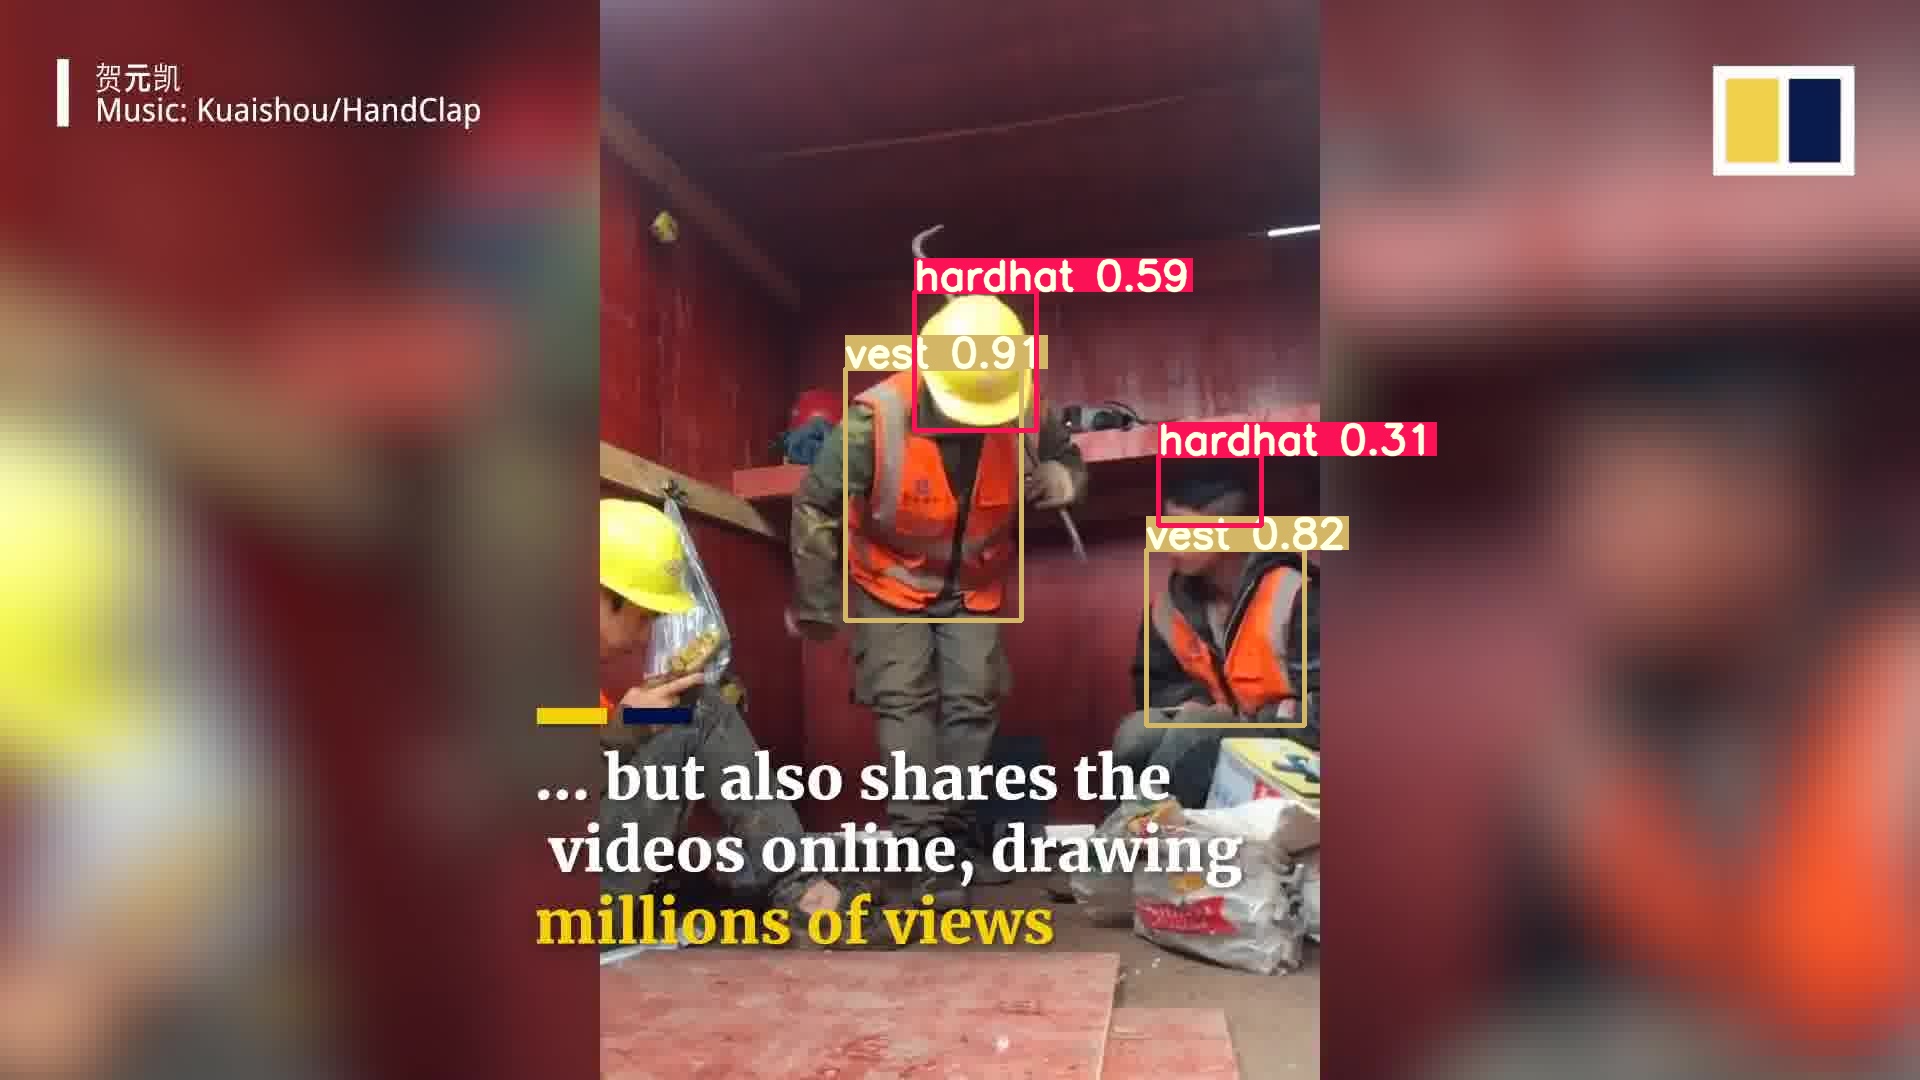 贺元凯
Music: Kuaishou/HandClap
hardhat 0.59
vest 0.91
hardhat 0.31
vest 0.82
... but also shares the
videos online, drawing
millions of views